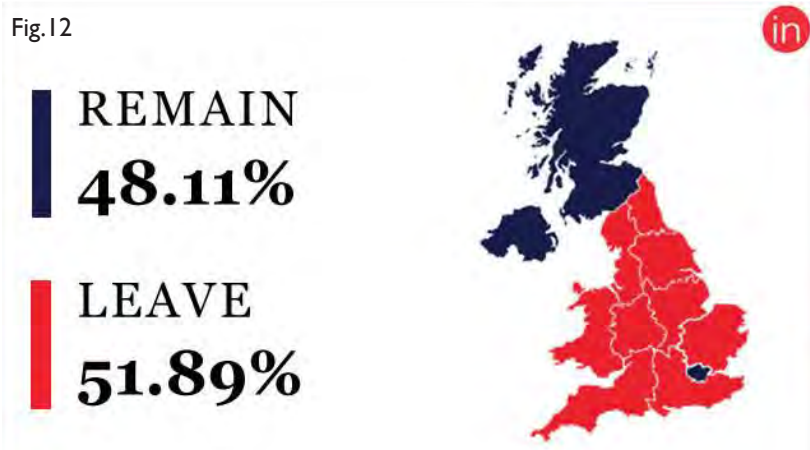 Fig.12
in
REMAIN
48.11%
LEAVE
51.89%